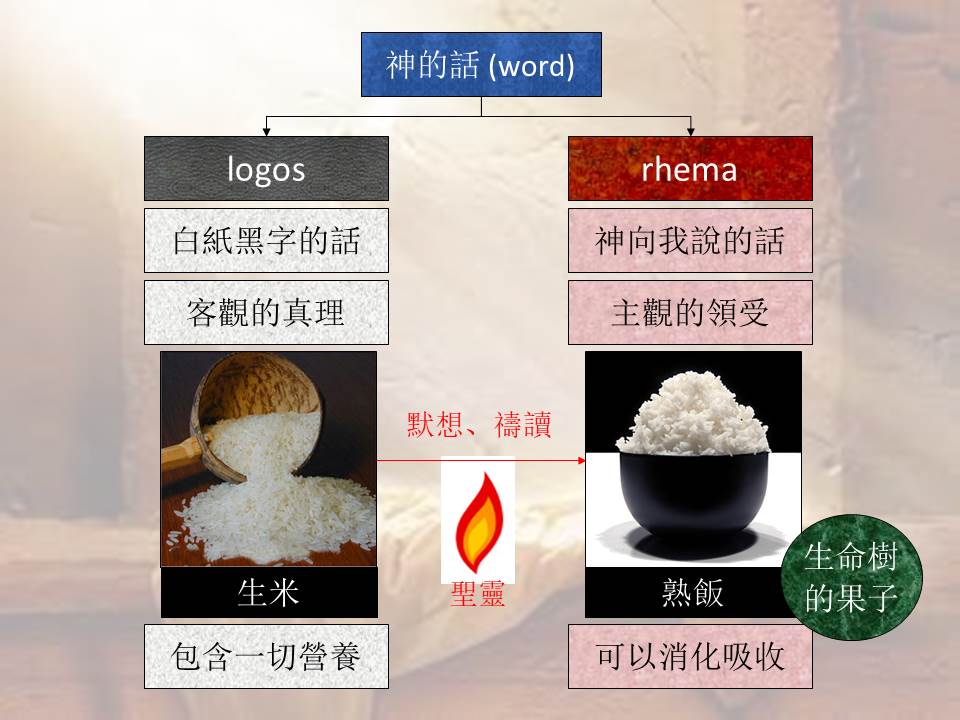 神的話 (word)
logos
rhema
白紙黑字的話
神向我說的話
客觀的真理
主觀的領受
默想、禱讀
聖靈
生米
熟飯
生命樹
的果子
包含一切營養
可以消化吸收